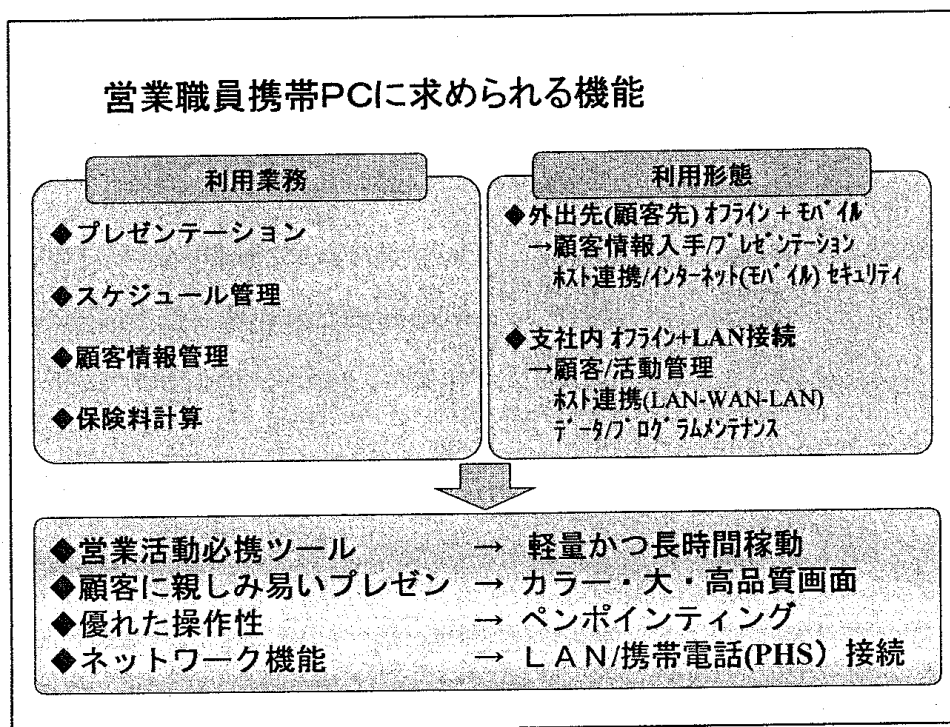 営業職員携帯PCに求められる機能
利用業務
◆プレゼンテーション
◆スケジュール管理
◆顧客情報管理
◆保険料計算
利用形態
◆外出先(顧客先) ｵﾌﾗｲﾝ + ﾓﾊﾞｲﾙ
→顧客情報入手/ﾌﾟﾚｾﾞﾝﾃｰｼｮﾝ
ﾎｽﾄ連携/ｲﾝﾀｰﾈｯﾄ(ﾓﾊﾞｲﾙ) ｾｷｭﾘﾃｨ
◆支社内 ｵﾌﾗｲﾝ+LAN接続
→顧客/活動管理
ﾎｽﾄ連携(LAN-WAN-LAN)
ﾃﾞｰﾀ/ﾌﾟﾛｸﾞﾗﾑﾒﾝﾃﾅﾝｽ
◆営業活動必携ツール → 軽量かつ長時間稼動
◆顧客に親しみ易いプレゼン → カラー・大・高品質画面
◆優れた操作性 → ペンポインティング
◆ネットワーク機能 → ＬＡＮ/携帯電話(PHS）接続